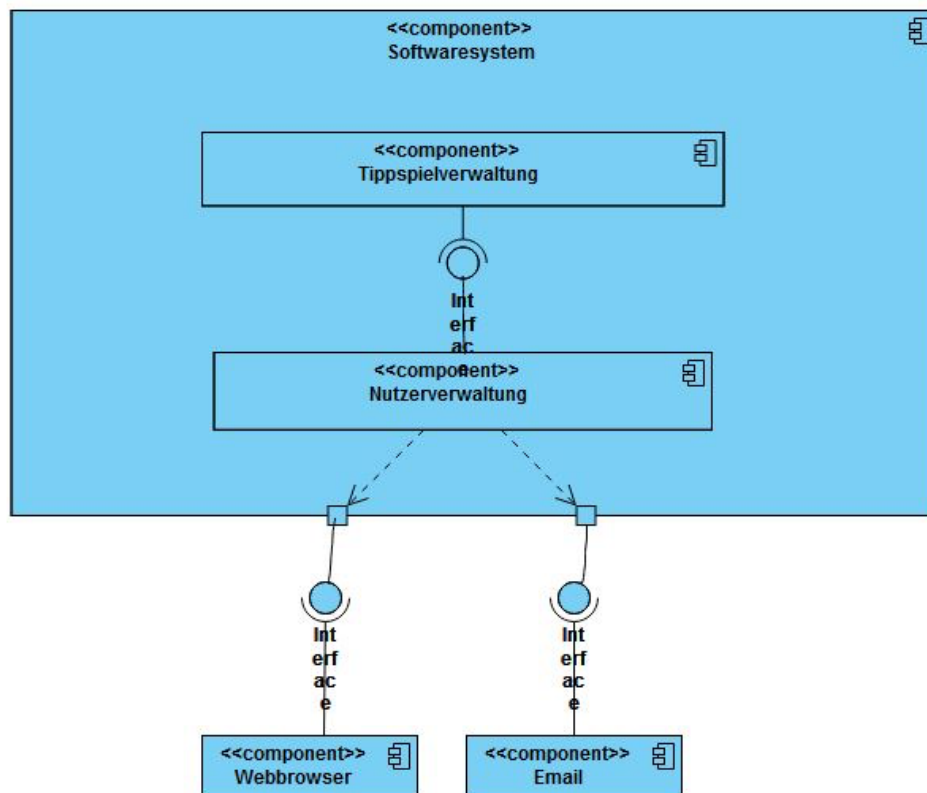 <<component>>
Softwaresystem
<<component>>
Tippspielverwaltung
Int
erf
ac
e
<<component>>
Nutzerverwaltung
Int
erf
ac
e
Int
erf
ac
e
<<component>>
Webbrowser
<<component>>
Email